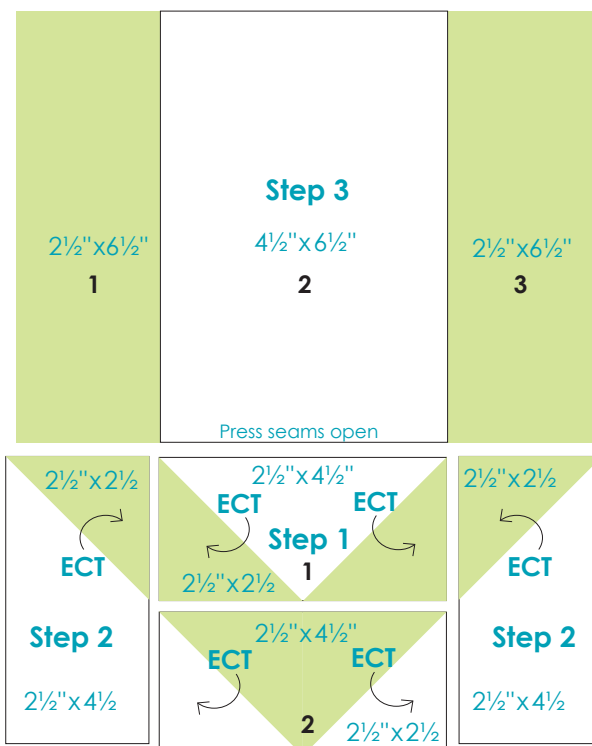 Step 3
2½"x6½"
1
4½"x6½"
2
2½"x6½"
3
Press seams open
2½"x2½
ECT
Step 2
2½"x4½
2½"x4½"
ECT
ECT
Step 1
1
2½"x2½
2½"x4½"
ECT
ECT
2
2½"x2½
2½"x2½
ECT
Step 2
2½"x4½